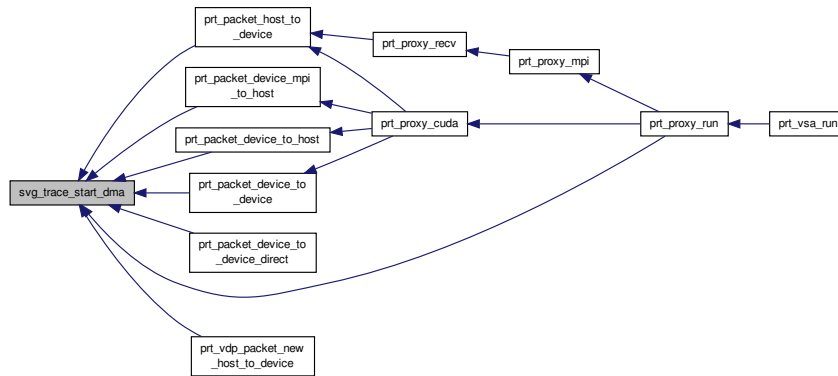 prt_packet_host_to
_device
prt_proxy_recv
prt_proxy_mpi
prt_packet_device_mpi
_to_host
prt_proxy_cuda
prt_proxy_run
prt_vsa_run
prt_packet_device_to_host
svg_trace_start_dma
prt_packet_device_to
_device
prt_packet_device_to
_device_direct
prt_vdp_packet_new
_host_to_device